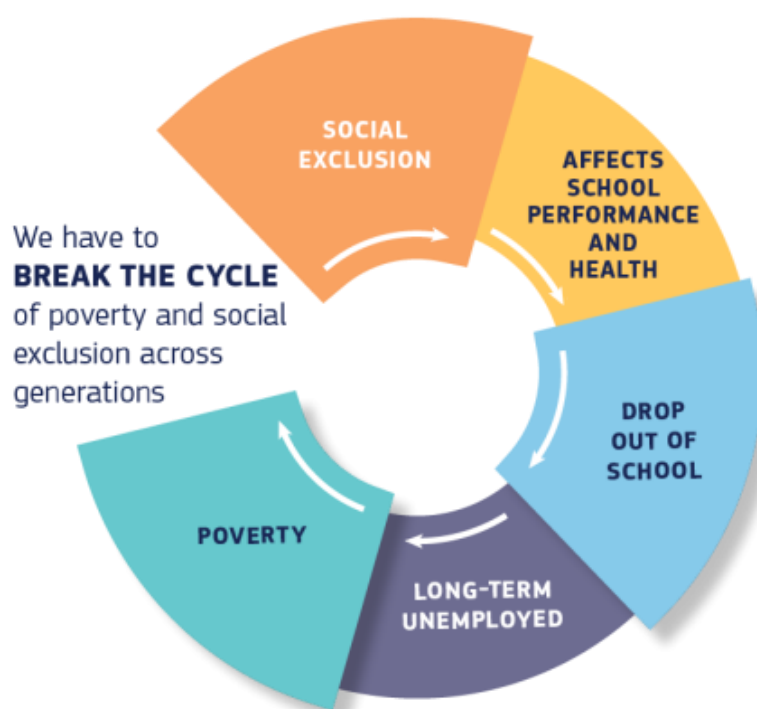 We have to
BREAK THE CYCLE
of poverty and social
exclusion across
generations
SOCIAL
EXCLUSION
AFFECTS
SCHOOL
PERFORMANCE
AND
HEALTH
DROP
OUT OF
SCHOOL
LONG-TERM
UNEMPLOYED
POVERTY